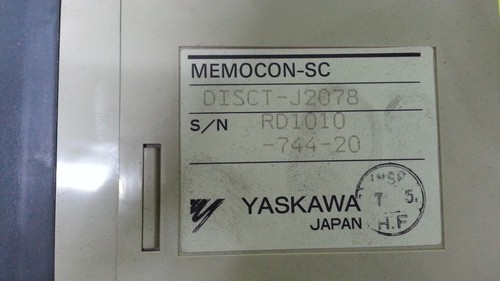 MEMOCON-SC
DISCT-J2078
S/N RD1010
-744-20
YASKAWA
JAPAN
H.F